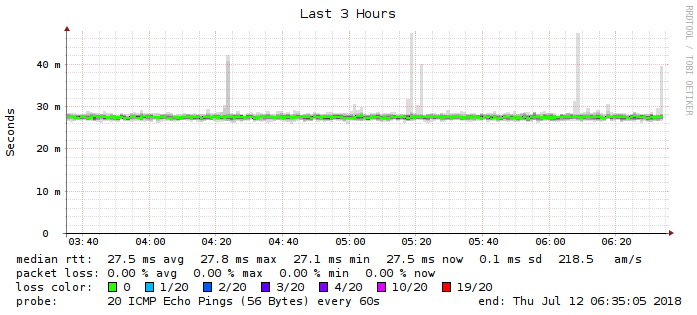 Last 3 Hours
RRDTOOL / TOBI OETIKER
Seconds
40 m
30 m
20 m
10 m
0
03:40 04:00 04:20 04:40 05:00 05:20 05:40 06:00 06:20
median rtt: 27.5 ms avg 27.8 ms max 27.1 ms min 27.5 ms now 0.1 ms sd 218.5 am/s
packet loss: 0.00 % avg 0.00 % max 0.00 % min 0.00 % now
loss color: 0 1/20 2/20 3/20 4/20 10/20 19/20
probe: 20 ICMP Echo Pings (56 Bytes) every 60s end: Thu Jul 12 06:35:05 2018